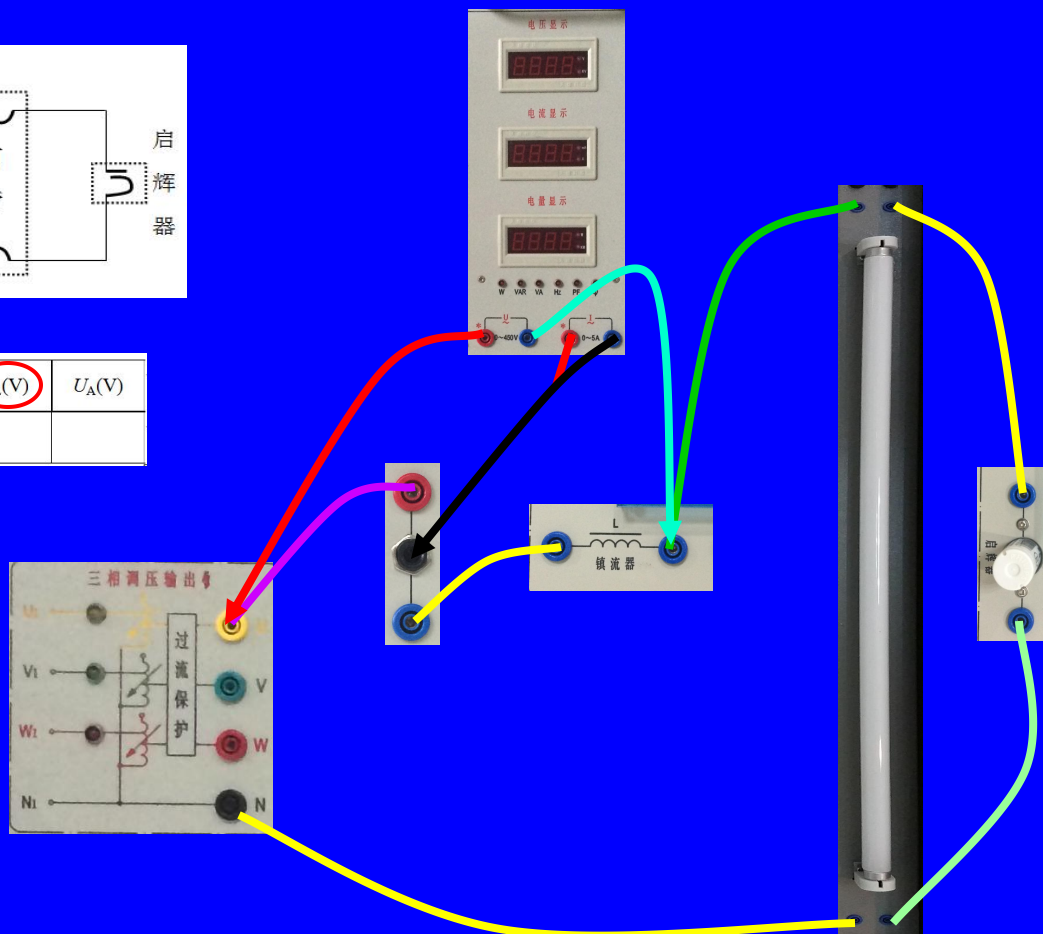 电压显示
电流显示
电量显示
W VAR VA Hz PF
U I
* 0~450V * 0~5A
启
辉
器
(V) U_A(V)
L
镇流器
三相调压输出
过
流
保
护
V1 V
W1 W
N1 N